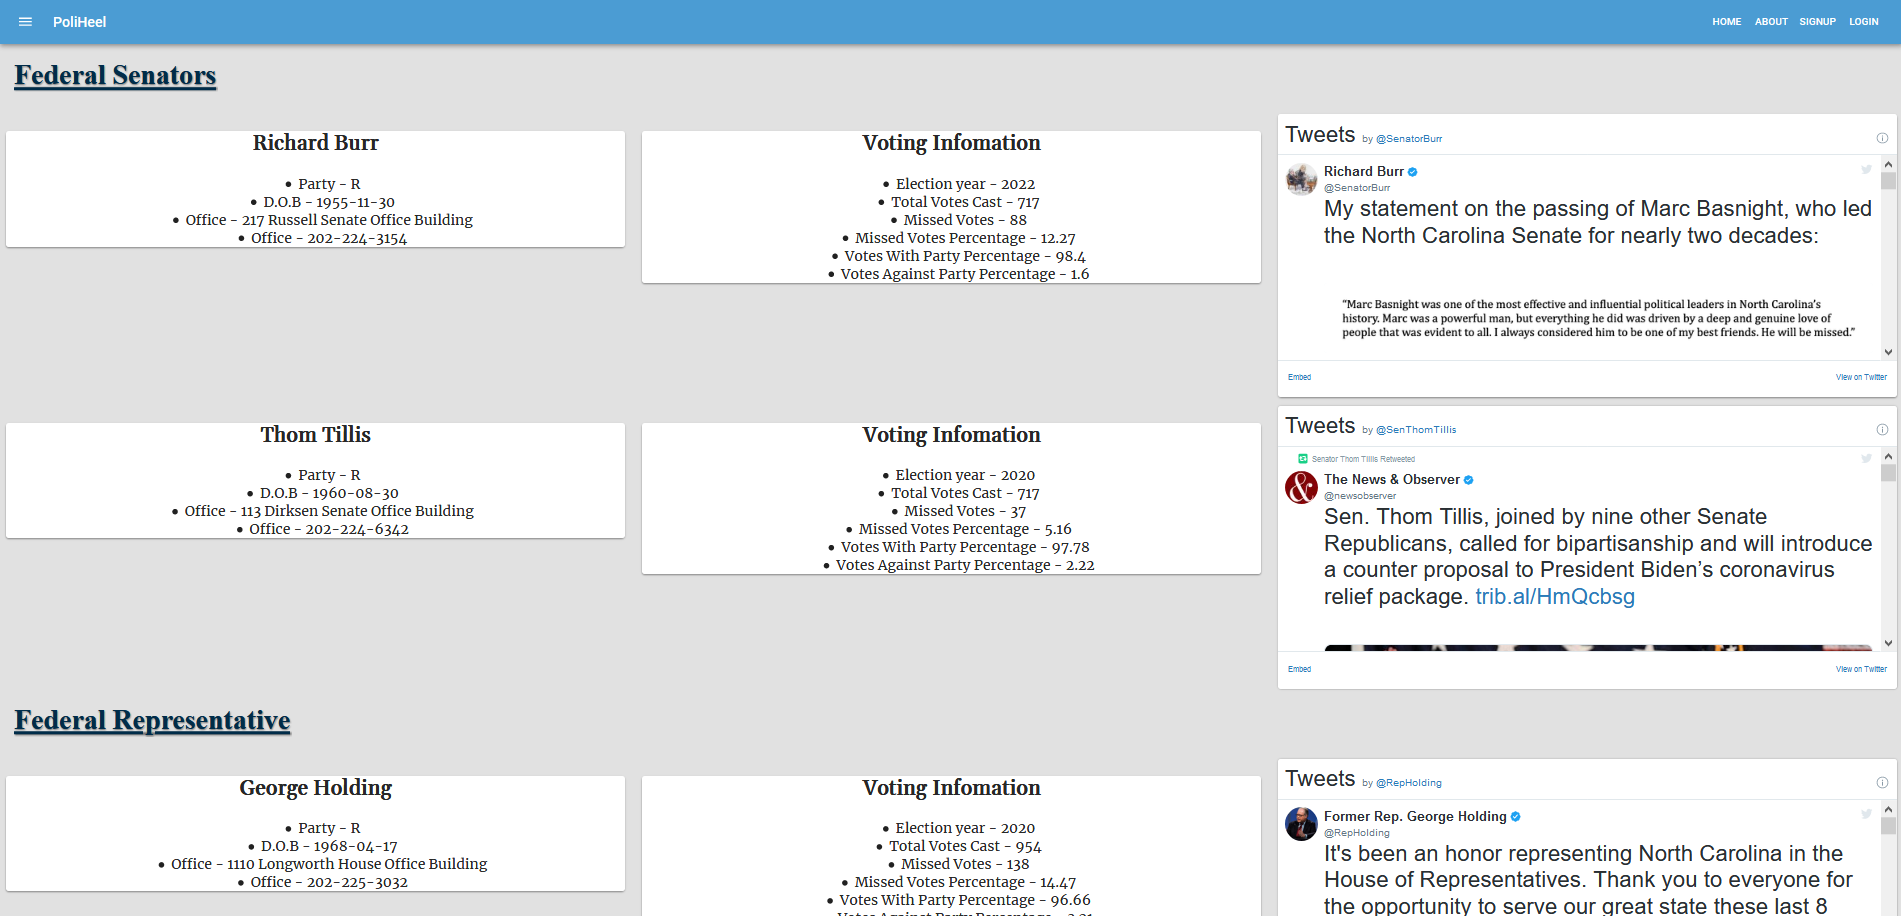 PoliHeel
HOME ABOUT SIGNUP LOGIN
Federal Senators
Richard Burr
• Party - R
• D.O.B - 1955-11-30
• Office - 217 Russell Senate Office Building
• Office - 202-224-3154
Voting Infomation
• Election year - 2022
• Total Votes Cast - 717
• Missed Votes - 88
• Missed Votes Percentage - 12.27
• Votes With Party Percentage - 98.4
• Votes Against Party Percentage - 1.6
Tweets by @SenatorBurr
Richard Burr
@SenatorBurr
My statement on the passing of Marc Basnight, who led
the North Carolina Senate for nearly two decades:
"Marc Basnight was one of the most effective and influential political leaders in North Carolina's
history. Marc was a powerful man, but everything he did was driven by a deep and genuine love of
people that was evident to all. I always considered him to be one of my best friends. He will be missed."
Embed
View on Twitter
Thom Tillis
• Party - R
• D.O.B - 1960-08-30
• Office - 113 Dirksen Senate Office Building
• Office - 202-224-6342
Voting Infomation
• Election year - 2020
• Total Votes Cast - 717
• Missed Votes - 37
• Missed Votes Percentage - 5.16
• Votes With Party Percentage - 97.78
• Votes Against Party Percentage - 2.22
Tweets by @SenThomTillis
Senator Thom Tillis Retweeted
&
The News & Observer
@newsobserver
Sen. Thom Tillis, joined by nine other Senate
Republicans, called for bipartisanship and will introduce
a counter proposal to President Biden’s coronavirus
relief package. trib.al/HmQcbsg
Embed
View on Twitter
Federal Representative
George Holding
• Party - R
• D.O.B - 1968-04-17
• Office - 1110 Longworth House Office Building
• Office - 202-225-3032
Voting Infomation
• Election year - 2020
• Total Votes Cast - 954
• Missed Votes - 138
• Missed Votes Percentage - 14.47
• Votes With Party Percentage - 96.66
Tweets by @RepHolding
Former Rep. George Holding
@RepHolding
It's been an honor representing North Carolina in the
House of Representatives. Thank you to everyone for
the opportunity to serve our great state these last 8